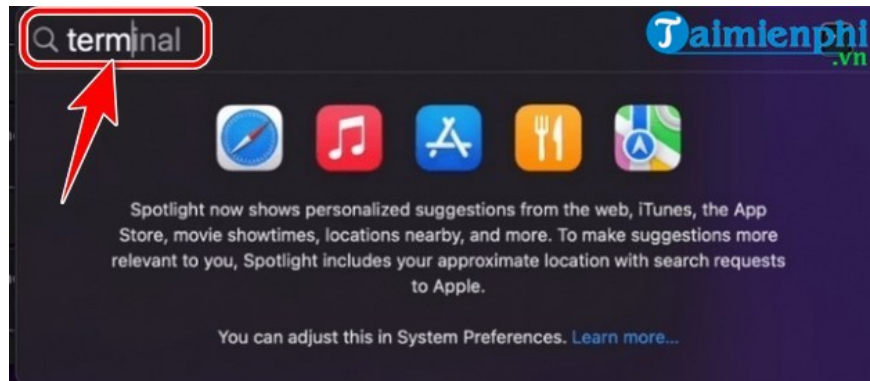 terminal
Taimienphi
.vn
Spotlight now shows personalized suggestions from the web, iTunes, the App
Store, movie showtimes, locations nearby, and more. To make suggestions more
relevant to you, Spotlight includes your approximate location with search requests
to Apple.
You can adjust this in System Preferences. Learn more...